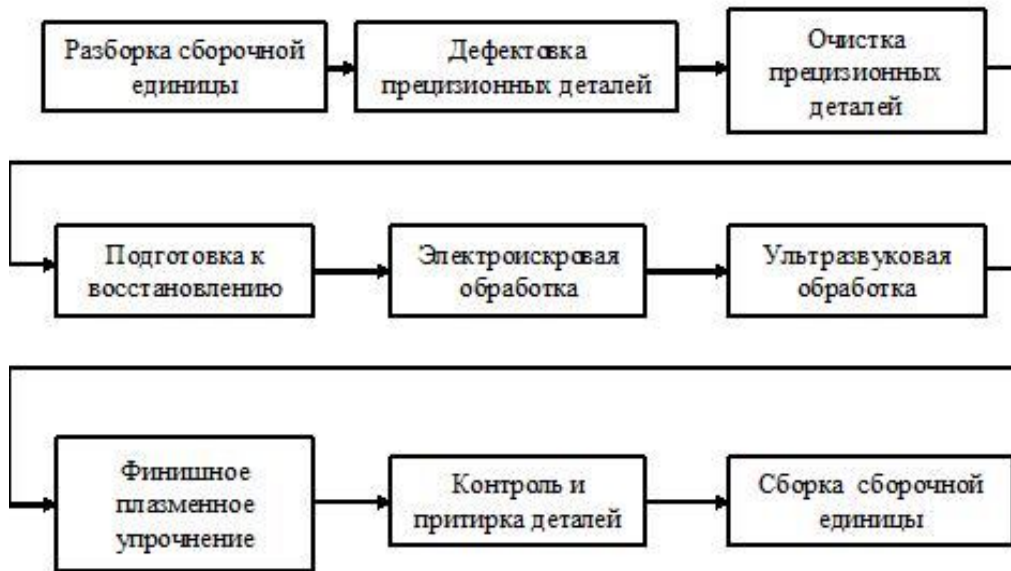 Разборка сборочной
единицы
Дефектовка
прецизионных деталей
Очистка
прецизионных
деталей
Подготовка к
восстановлению
Электроискровая
обработка
Ультразвуковая
обработка
Финишное
плазменное
упрочнение
Контроль и
притирка деталей
Сборка сборочной
единицы